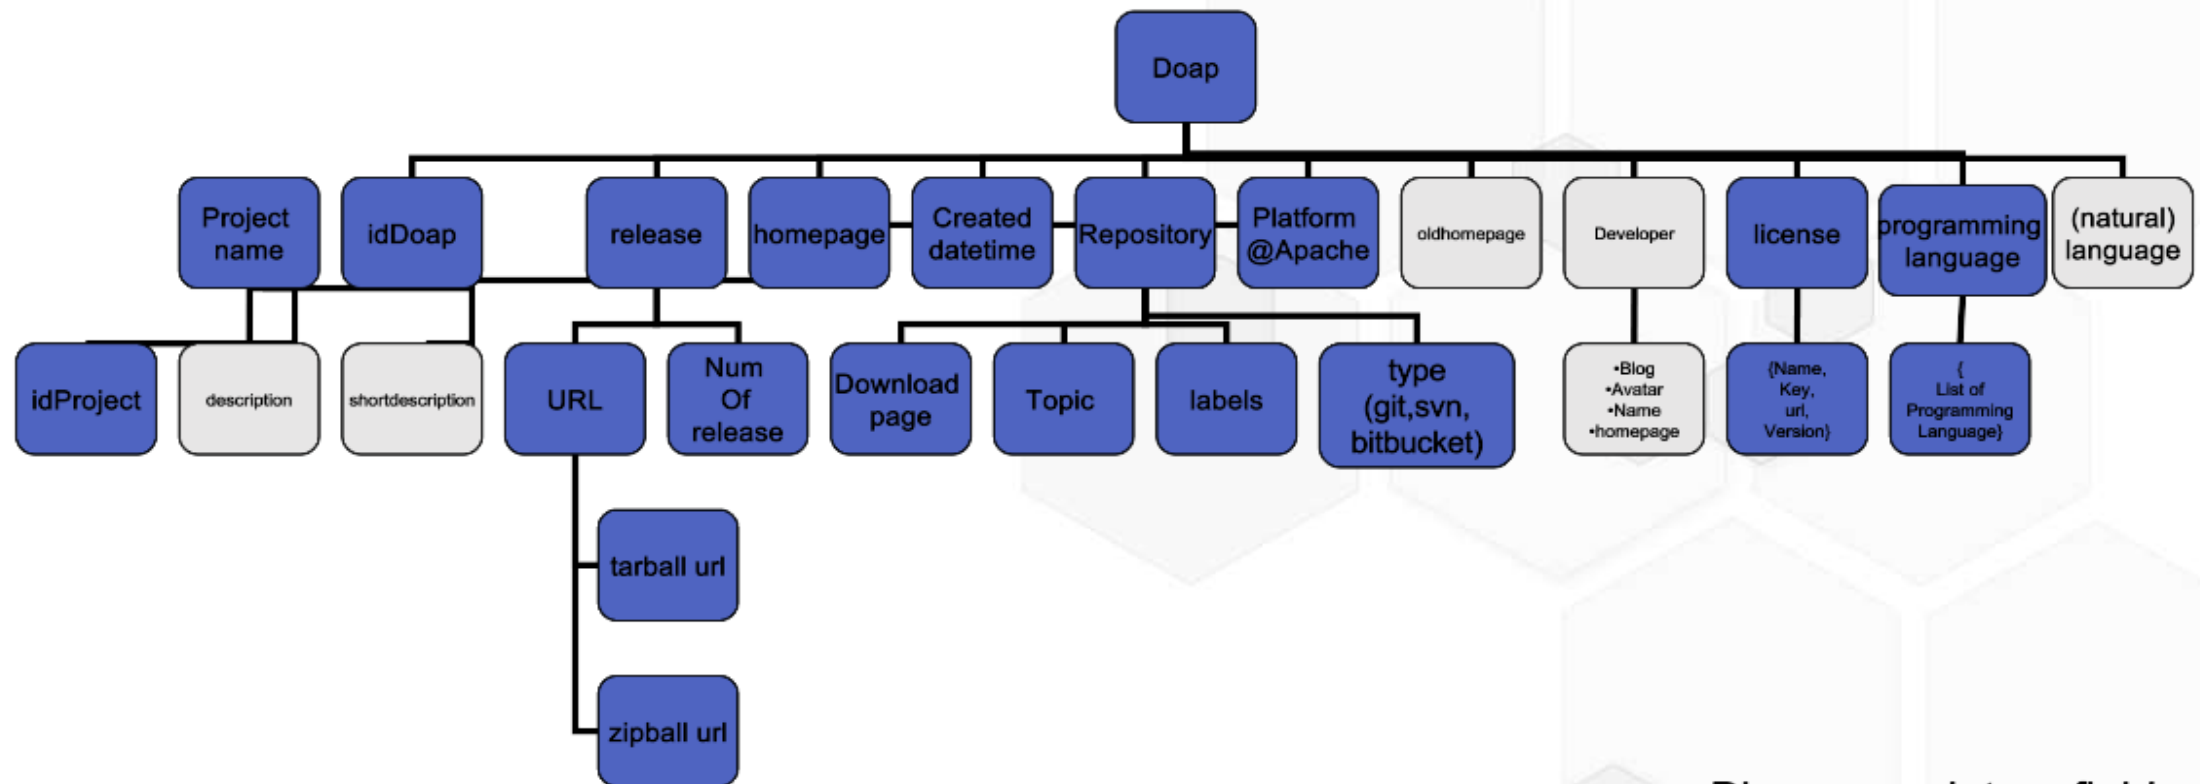 Doap
Project
name
idDoap
release
homepage
Created
datetime
Repository
Platform
@Apache
oldhomepage
Developer
license
programming
language
(natural)
language
idProject
description
shortdescription
URL
Num
Of
release
Download
page
Topic
labels
type
(git,svn,
bitbucket)
•Blog
•Avatar
•Name
•homepage
{Name,
Key,
url,
Version}
{
List of
Programming
Language}
tarball url
zipball url